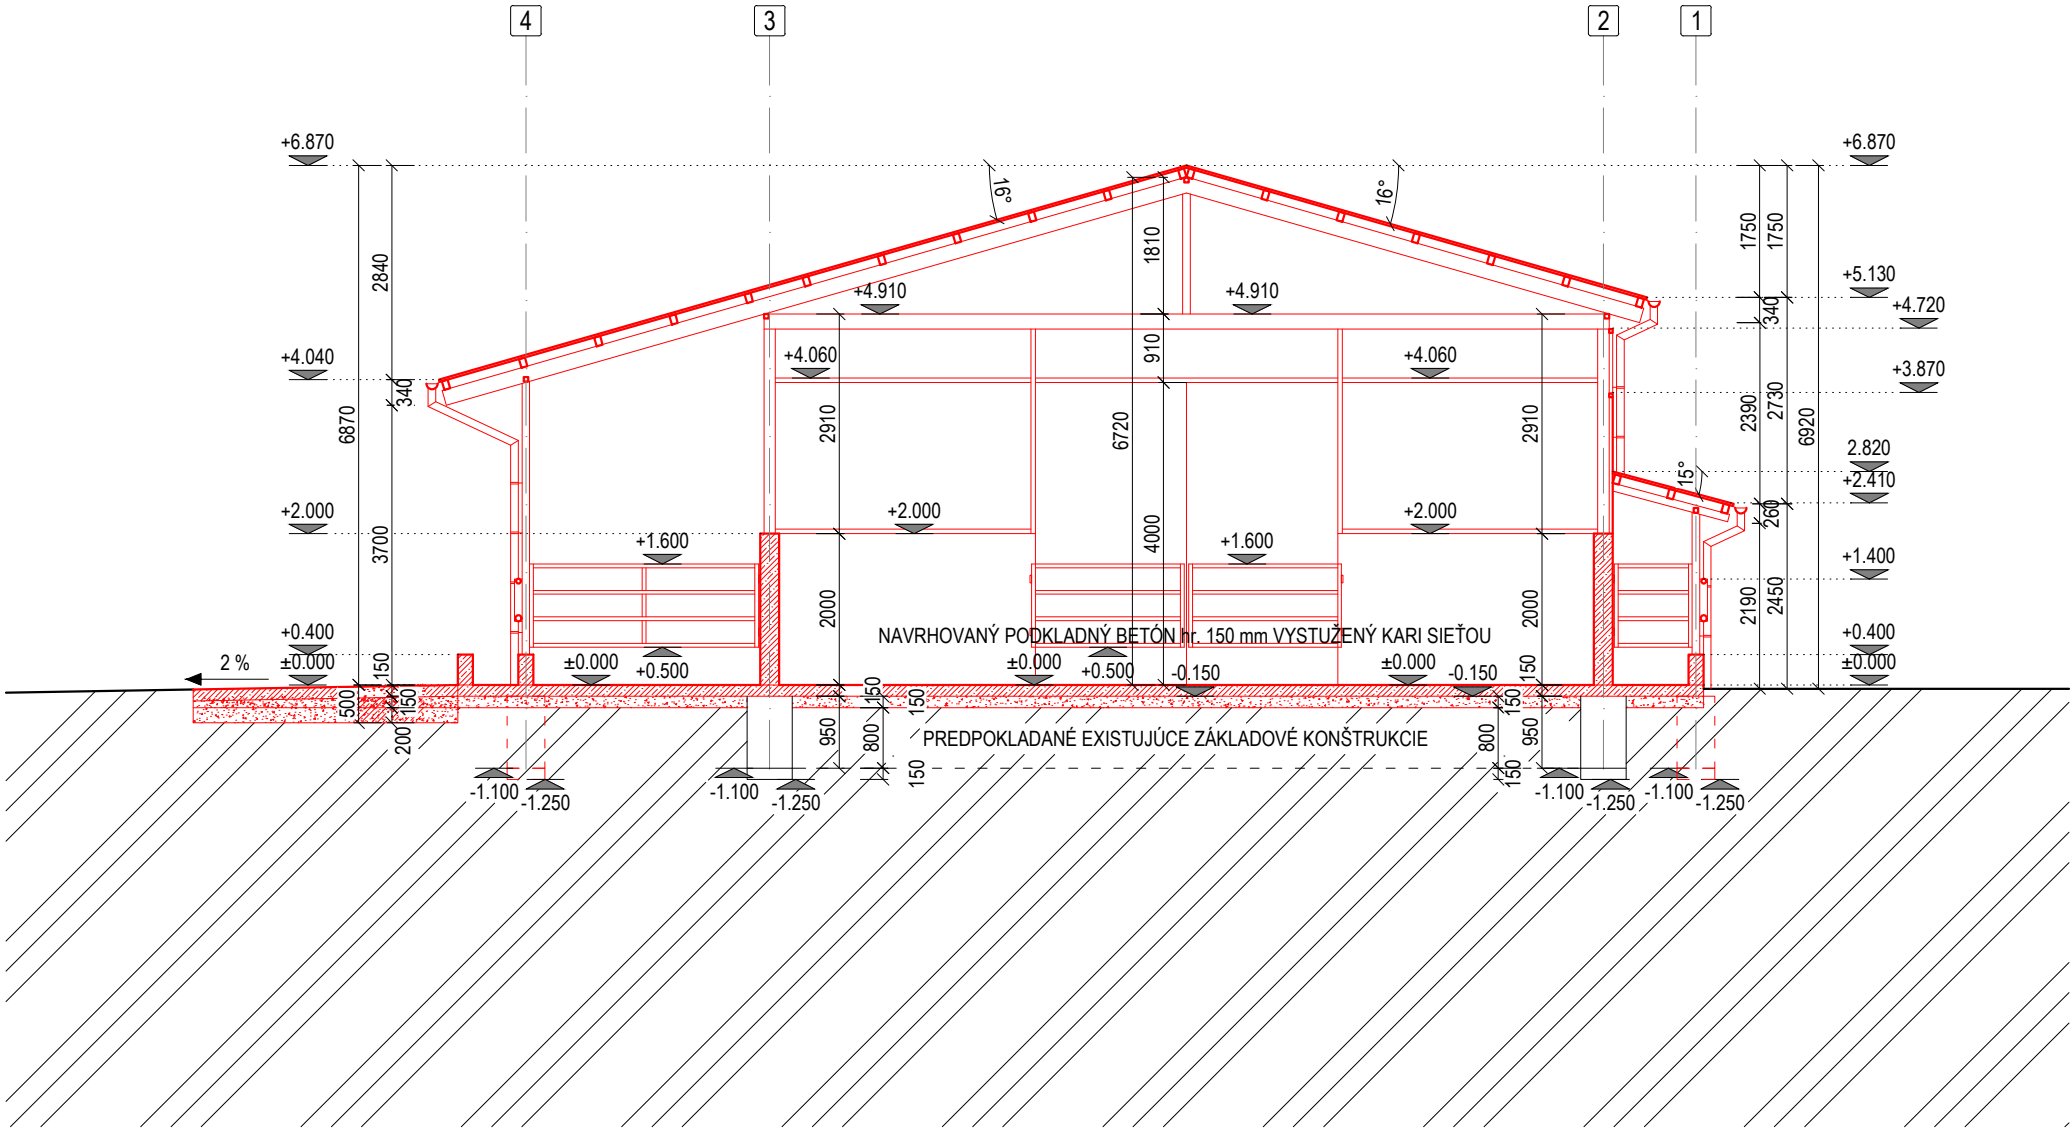 4 3 2 1
+6.870 +6.870
16° 16°
1750 1750
1810
2840
+5.130
+4.910 +4.910
340
+4.720
910
+4.060 +4.060
+4.040
340
+3.870
2910 2910
6870
6720
2390 2730 6920
2.820
15°
+2.410
260
+2.000 +2.000 +2.000
3700
4000
+1.600 +1.600
+1.400
2000 2000
2190 2450
NAVRHOVANÝ PODKLADNÝ BETÓN hr. 150 mm VYSTUŽENÝ KARI SIEŤOU
+0.400 +0.400
2 % ±0.000 150 ±0.000 +0.500 ±0.000 +0.500 -0.150 ±0.000 -0.150 150 ±0.000
500 150 150 150 150 150
200 950 800 800 950
PREDPOKLADANÉ EXISTUJÚCE ZÁKLADOVÉ KONŠTRUKCIE
150 150
-1.100 -1.100 -1.100 -1.100
-1.250 -1.250 -1.250 -1.250